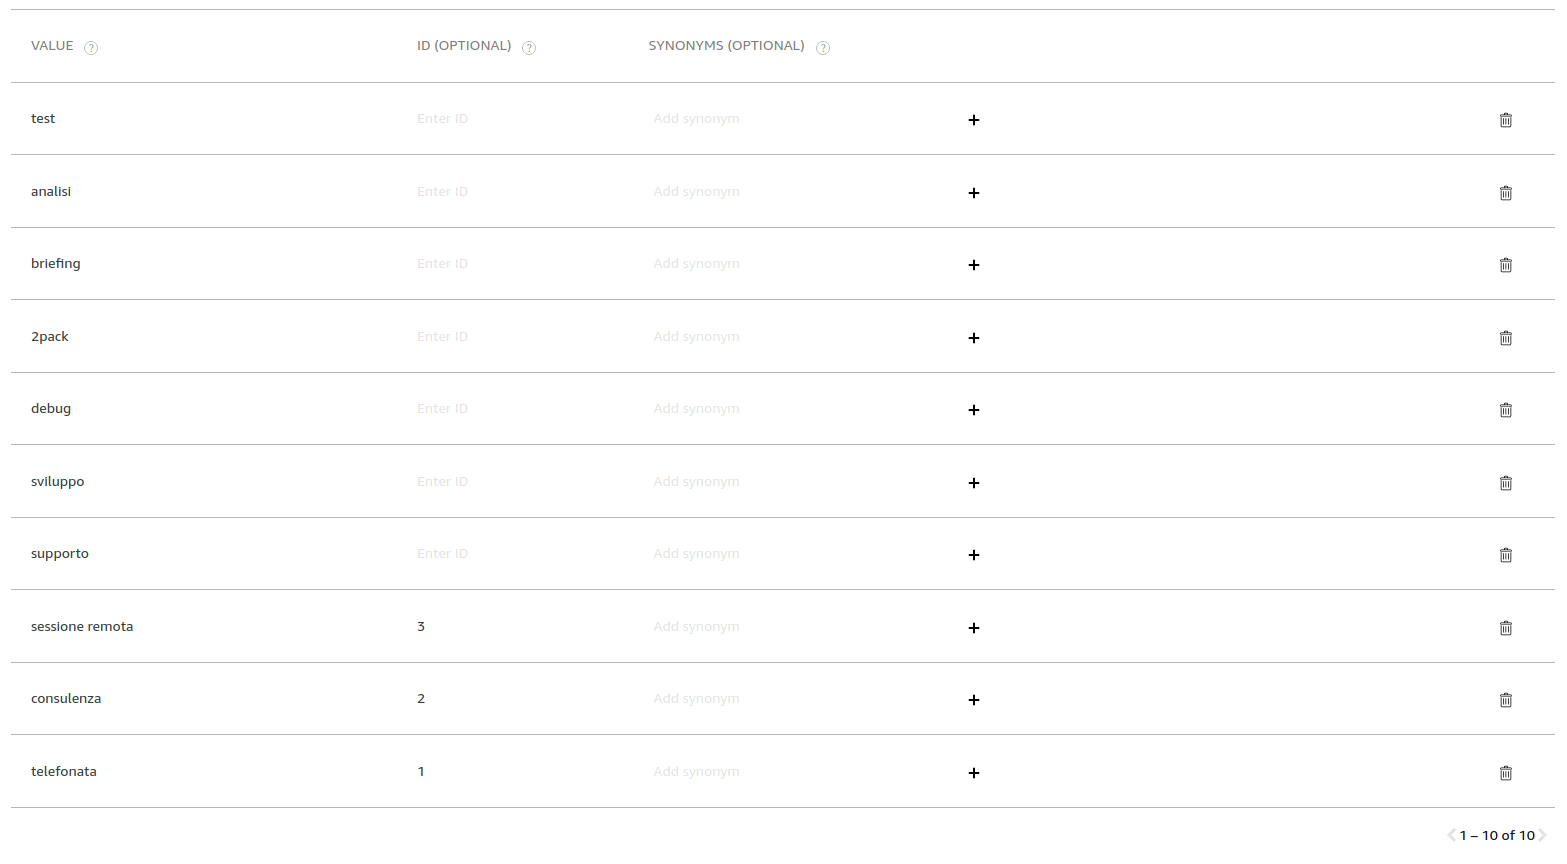 VALUE ? ID (OPTIONAL) ? SYNONYMS (OPTIONAL) ?
test Enter ID Add synonym +
analisi Enter ID Add synonym +
briefing Enter ID Add synonym +
2pack Enter ID Add synonym +
debug Enter ID Add synonym +
sviluppo Enter ID Add synonym +
supporto Enter ID Add synonym +
sessione remota 3 Add synonym +
consulenza 2 Add synonym +
telefonata 1 Add synonym +
1 – 10 of 10